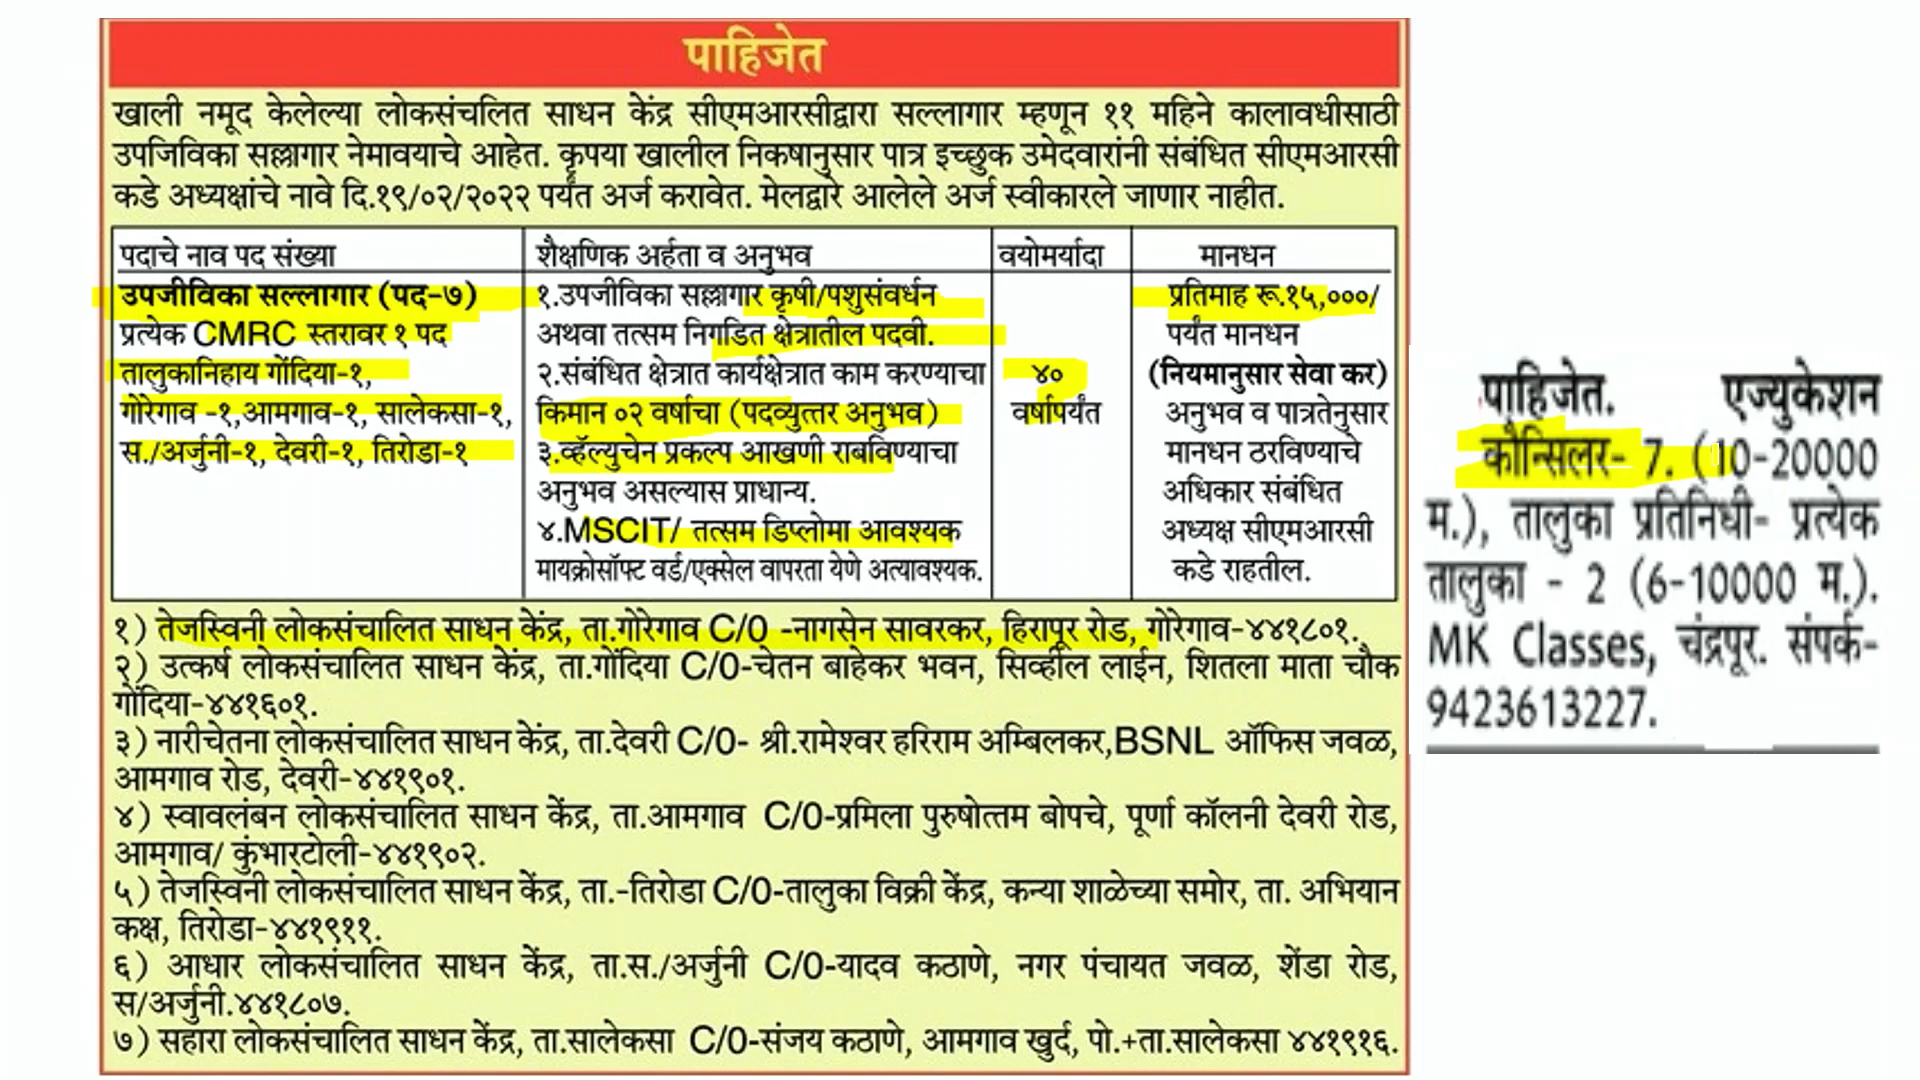 पाहिजेत
खाली नमूद केलेल्या लोकसंचलित साधन केंद्र सीएमआरसीद्वारा सल्लागार म्हणून ११ महिने कालावधीसाठी
उपजिविका सल्लागार नेमावयाचे आहेत. कृपया खालील निकषानुसार पात्र इच्छुक उमेदवारांनी संबंधित सीएमआरसी
कडे अध्यक्षांचे नावे दि.१९/०२/२०२२ पर्यंत अर्ज करावेत. मेलद्वारे आलेले अर्ज स्वीकारले जाणार नाहीत.
पदाचे नाव पद संख्या
उपजीविका सल्लागार (पद-७)
प्रत्येक CMRC स्तरावर १ पद
तालुकानिहाय गोंदिया-१,
गोरेगाव -१,आमगाव-१, सालेकसा-१,
स./अर्जुनी-१, देवरी-१, तिरोडा-१
शैक्षणिक अर्हता व अनुभव
१.उपजीविका सल्लागार कृषी/पशुसंवर्धन
अथवा तत्सम निगडित क्षेत्रातील पदवी.
२.संबंधित क्षेत्रात कार्यक्षेत्रात काम करण्याचा
किमान ०२ वर्षाचा (पदव्युत्तर अनुभव)
३.व्हॅल्युचेन प्रकल्प आखणी राबविण्याचा
अनुभव असल्यास प्राधान्य.
४.MSCIT/ तत्सम डिप्लोमा आवश्यक
मायक्रोसॉफ्ट वर्ड/एक्सेल वापरता येणे अत्यावश्यक.
वयोमर्यादा
४०
वर्षापर्यंत
मानधन
प्रतिमाह रू.१५,०००/
पर्यंत मानधन
(नियमानुसार सेवा कर)
अनुभव व पात्रतेनुसार
मानधन ठरविण्याचे
अधिकार संबंधित
अध्यक्ष सीएमआरसी
कडे राहतील.
१) तेजस्विनी लोकसंचालित साधन केंद्र, ता.गोरेगाव C/0 -नागसेन सावरकर, हिरापूर रोड, गोरेगाव-४४१८०१.
२) उत्कर्ष लोकसंचालित साधन केंद्र, ता.गोंदिया C/0-चेतन बाहेकर भवन, सिव्हील लाईन, शितला माता चौक
गोंदिया-४४१६०१.
३) नारीचेतना लोकसंचालित साधन केंद्र, ता.देवरी C/0- श्री.रामेश्वर हरिराम अम्बिलकर,BSNL ऑफिस जवळ,
आमगाव रोड, देवरी-४४१९०१.
४) स्वावलंबन लोकसंचालित साधन केंद्र, ता.आमगाव C/0-प्रमिला पुरुषोत्तम बोपचे, पूर्णा कॉलनी देवरी रोड,
आमगाव/ कुंभारटोली-४४१९०२.
५) तेजस्विनी लोकसंचालित साधन केंद्र, ता.-तिरोडा C/0-तालुका विक्री केंद्र, कन्या शाळेच्या समोर, ता. अभियान
कक्ष, तिरोडा-४४१९११.
६) आधार लोकसंचालित साधन केंद्र, ता.स./अर्जुनी C/0-यादव कठाणे, नगर पंचायत जवळ, शेंडा रोड,
स/अर्जुनी.४४१८०७.
७) सहारा लोकसंचालित साधन केंद्र, ता.सालेकसा C/0-संजय कठाणे, आमगाव खुर्द, पो.+ता.सालेकसा ४४१९१६.
पाहिजेत. एज्युकेशन
कौन्सिलर- 7. (10-20000
म.), तालुका प्रतिनिधी- प्रत्येक
तालुका - 2 (6-10000 म.).
MK Classes, चंद्रपूर. संपर्क-
9423613227.